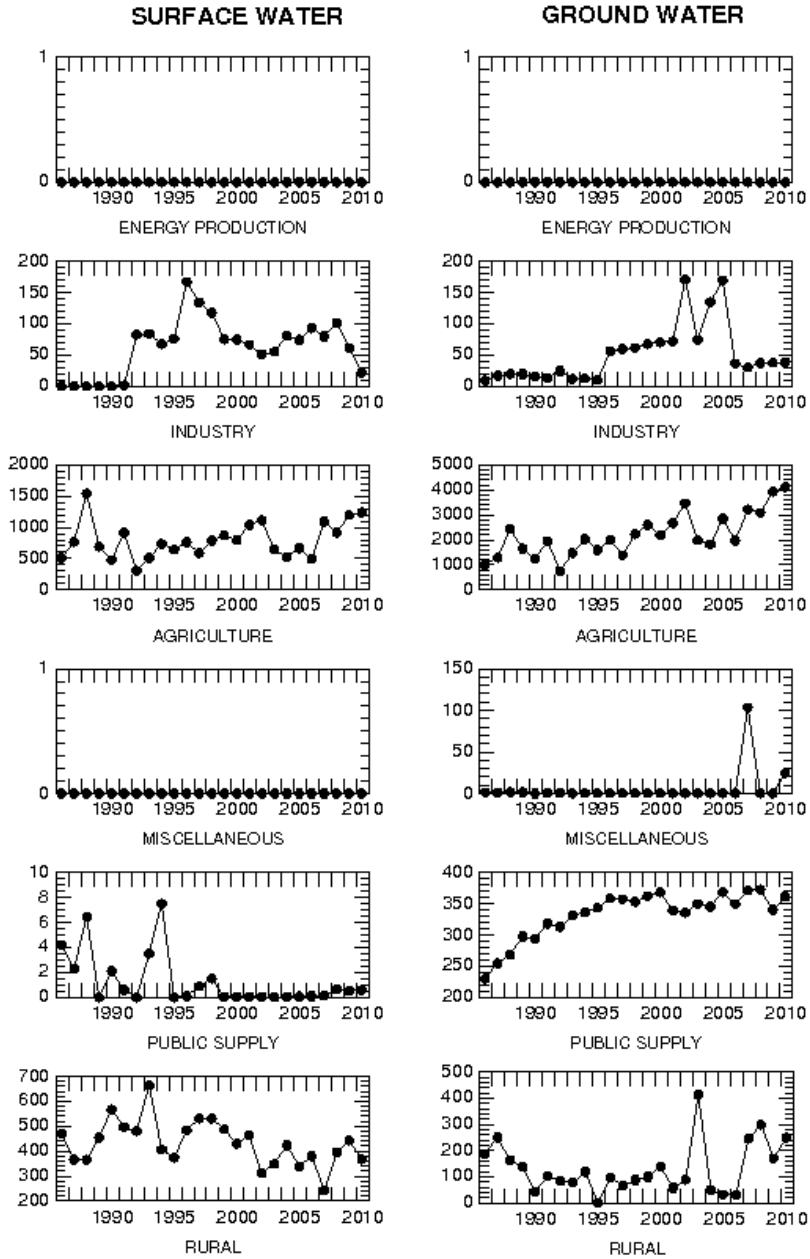 SURFACE WATER GROUND WATER
1 1
0 0
1990 1995 2000 2005 2010 1990 1995 2000 2005 2010
ENERGY PRODUCTION ENERGY PRODUCTION
200 200
150 150
100 100
50 50
0 0
1990 1995 2000 2005 2010 1990 1995 2000 2005 2010
INDUSTRY INDUSTRY
2000 5000
1500 4000
1000 3000
500 2000
0 1000
0
1990 1995 2000 2005 2010 1990 1995 2000 2005 2010
AGRICULTURE AGRICULTURE
1 150
100
50
0 0
1990 1995 2000 2005 2010 1990 1995 2000 2005 2010
MISCELLANEOUS MISCELLANEOUS
10 400
8 350
6 300
4 250
2 200
0
1990 1995 2000 2005 2010 1990 1995 2000 2005 2010
PUBLIC SUPPLY PUBLIC SUPPLY
700 500
600 400
500 300
400 200
300 100
200 0
1990 1995 2000 2005 2010 1990 1995 2000 2005 2010
RURAL RURAL